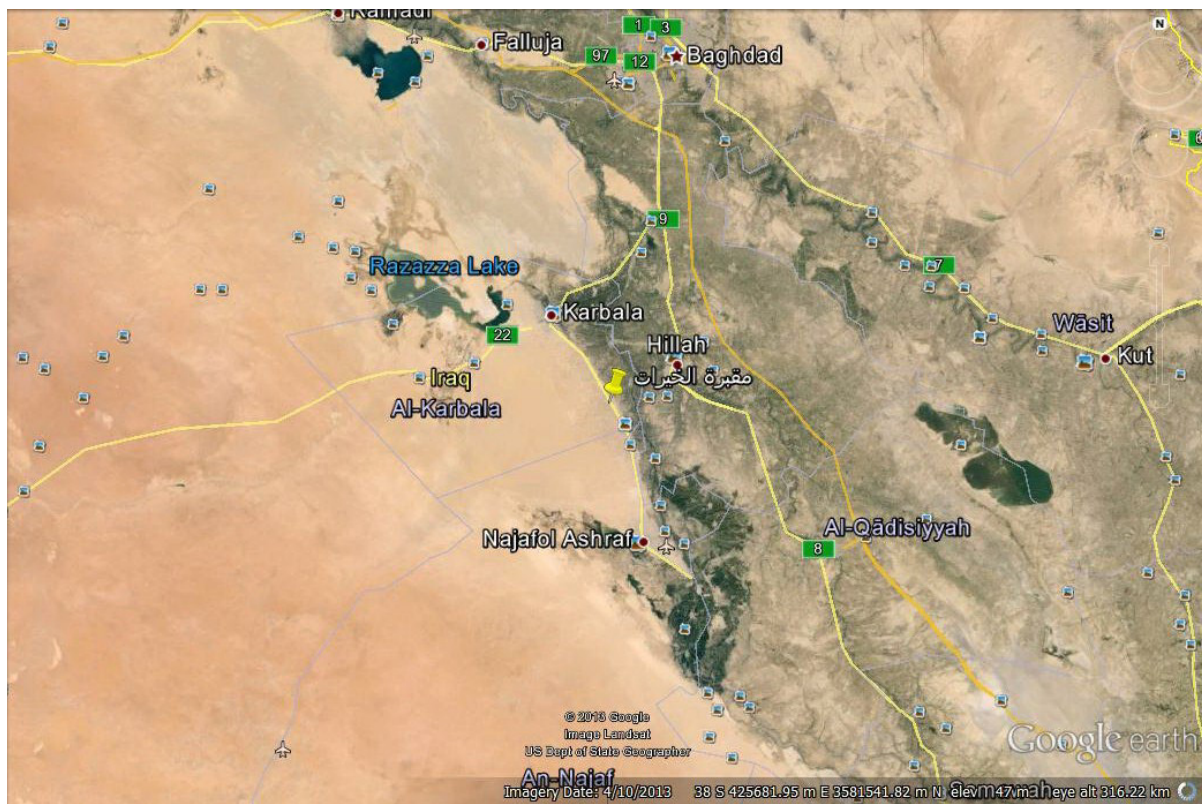 Ramadi
Falluja
1
3
97
12
Baghdad
6
9
7
Razazza Lake
Karbala
22
Wāsit
Hillah
Kut
مقبرة الخيرات
Iraq
Al-Karbala
Al-Qādisiyyah
Najafol Ashraf
8
© 2013 Google
Image Landsat
US Dept of State Geographer
Google earth
An-Najaf
Samawah
Imagery Date: 4/10/2013 38 S 425681.95 m E 3581541.82 m N elev 47 m eye alt 316.22 km
N